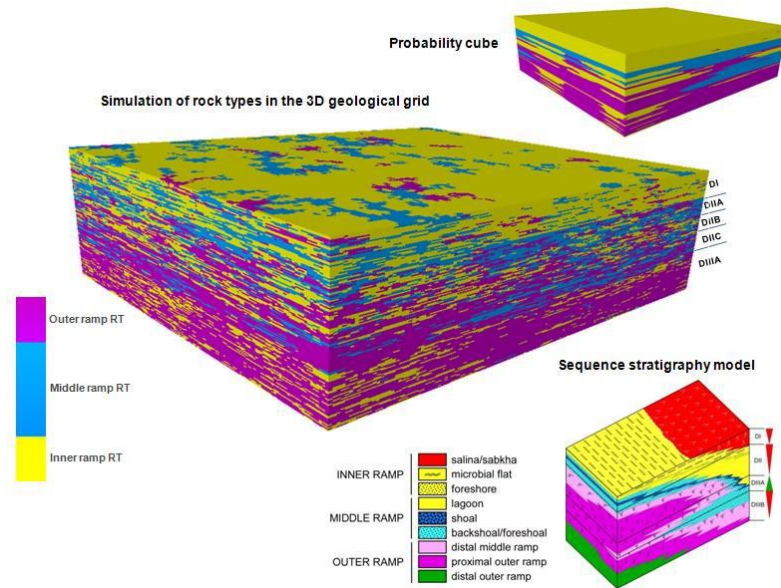 Probability cube
Simulation of rock types in the 3D geological grid
DI
DIIA
DIIB
DIIC
DIIIA
Outer ramp RT
Middle ramp RT
Inner ramp RT
Sequence stratigraphy model
DI
DII
DIIIA
DIIIB
INNER RAMP
MIDDLE RAMP
OUTER RAMP
salina/sabkha
microbial flat
foreshore
lagoon
shoal
backshoal/foreshoal
distal middle ramp
proximal outer ramp
distal outer ramp